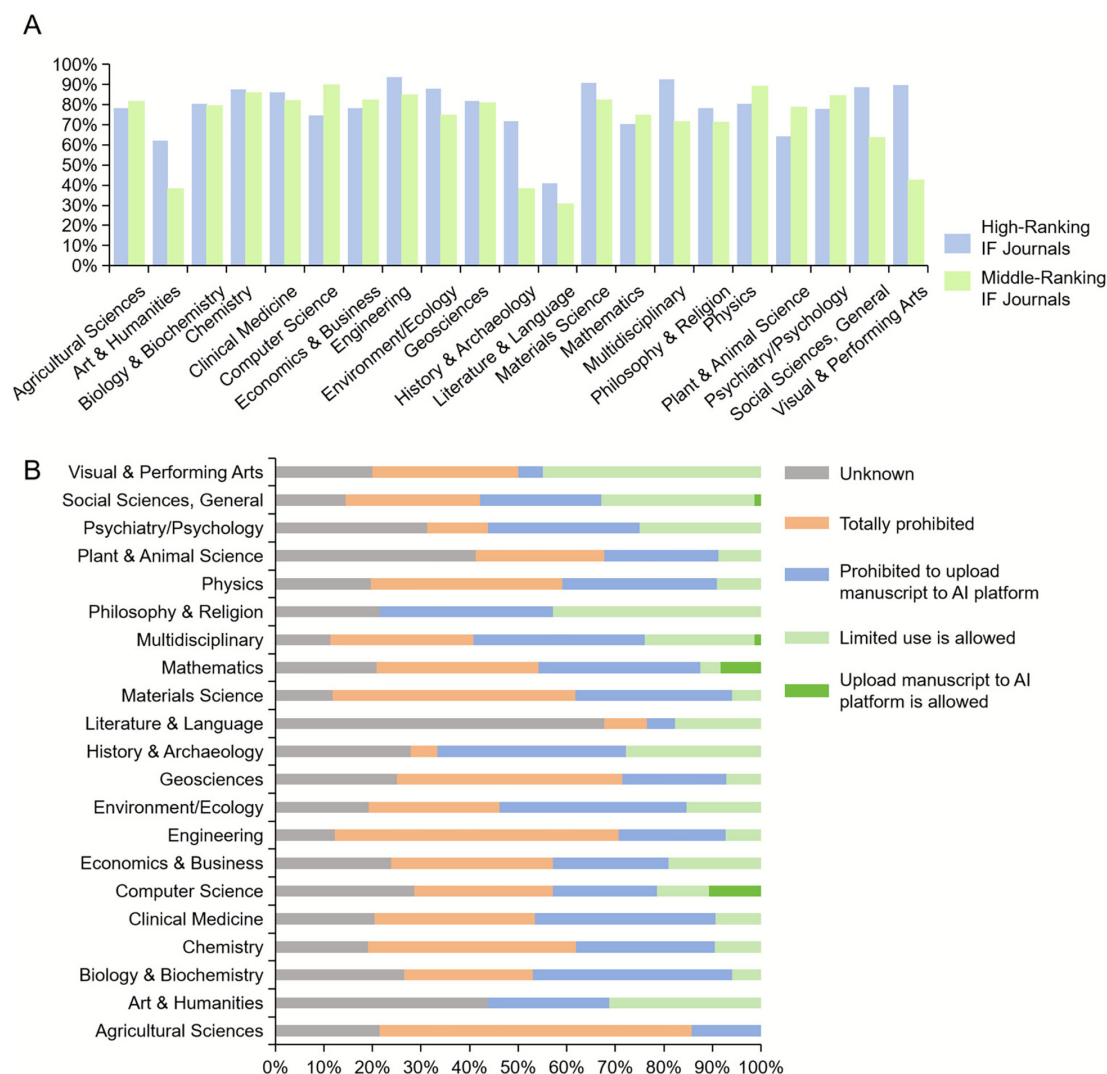 A
100%
90%
80%
70%
60%
50%
40%
30%
20%
10%
0%
High-Ranking
IF Journals
Middle-Ranking
IF Journals
Agricultural Sciences
Art & Humanities
Biology & Biochemistry
Chemistry
Clinical Medicine
Computer Science
Economics & Business
Engineering
Environment/Ecology
Geosciences
History & Archaeology
Literature & Language
Materials Science
Mathematics
Multidisciplinary
Philosophy & Religion
Physics
Plant & Animal Science
Psychiatry/Psychology
Social Sciences, General
Visual & Performing Arts
B
Visual & Performing Arts
Social Sciences, General
Psychiatry/Psychology
Plant & Animal Science
Physics
Philosophy & Religion
Multidisciplinary
Mathematics
Materials Science
Literature & Language
History & Archaeology
Geosciences
Environment/Ecology
Engineering
Economics & Business
Computer Science
Clinical Medicine
Chemistry
Biology & Biochemistry
Art & Humanities
Agricultural Sciences
0% 10% 20% 30% 40% 50% 60% 70% 80% 90% 100%
Unknown
Totally prohibited
Prohibited to upload
manuscript to AI platform
Limited use is allowed
Upload manuscript to AI
platform is allowed